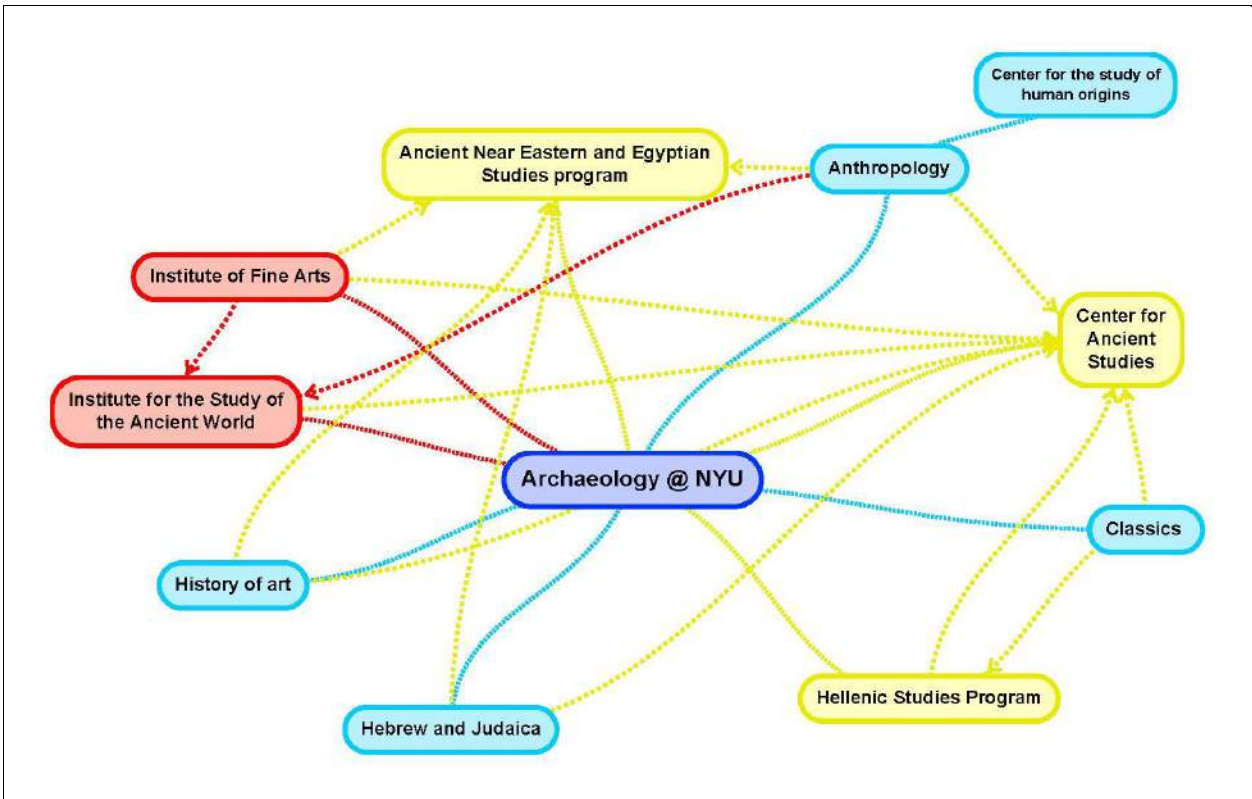 Center for the study of
human origins
Ancient Near Eastern and Egyptian
Studies program
Anthropology
Institute of Fine Arts
Center for
Ancient
Studies
Institute for the Study of
the Ancient World
Archaeology @ NYU
Classics
History of art
Hellenic Studies Program
Hebrew and Judaica